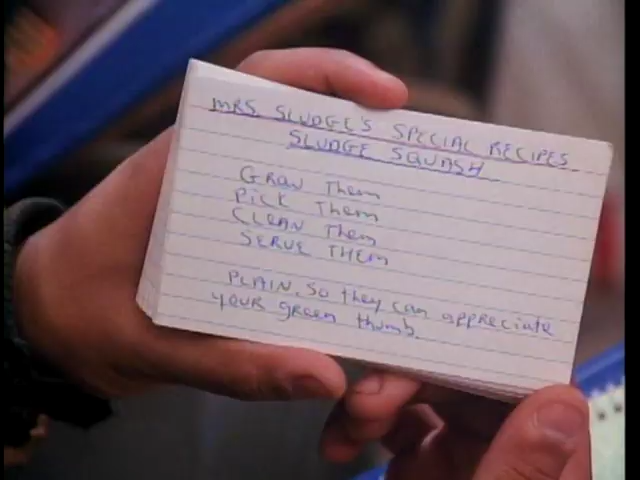 MRS. SLUDGE'S SPECIAL RECIPES
SLUDGE SQUASH
GROW Them
Pick Them
CLEAN Them
SERVE THEM
PLAIN. SO they can appreciate
your green thumb.